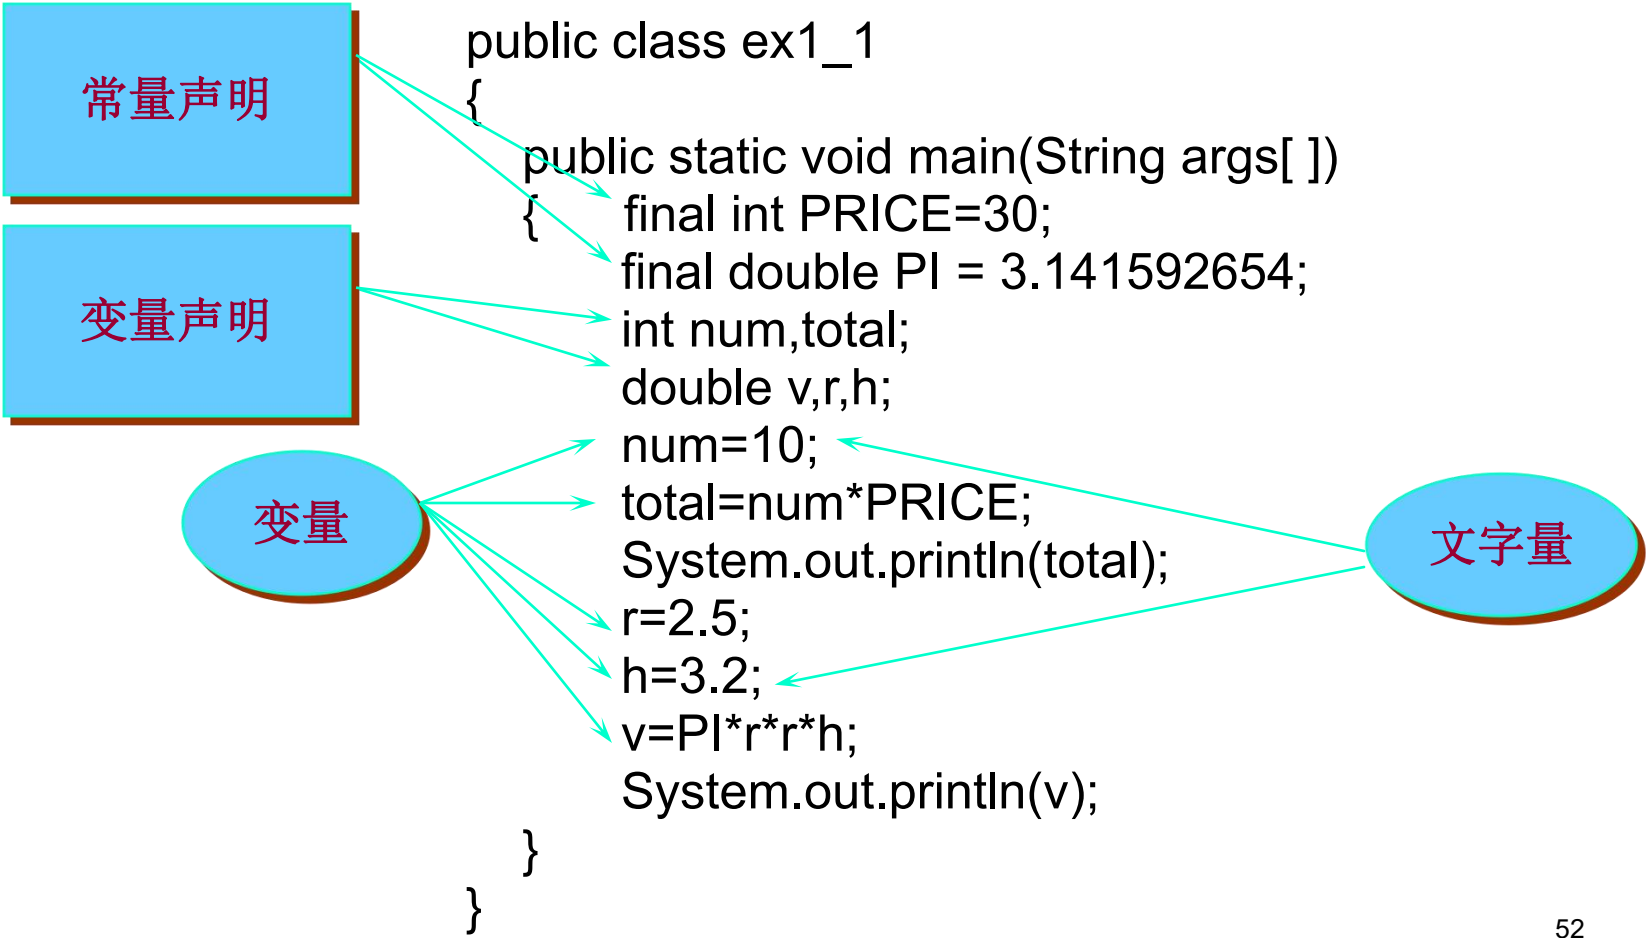 常量声明
变量声明
变量
public class ex1_1
{
public static void main(String args[ ])
{ final int PRICE=30;
final double PI = 3.141592654;
int num,total;
double v,r,h;
num=10;
total=num*PRICE;
System.out.println(total);
r=2.5;
h=3.2;
v=PI*r*r*h;
System.out.println(v);
}
}
文字量
52